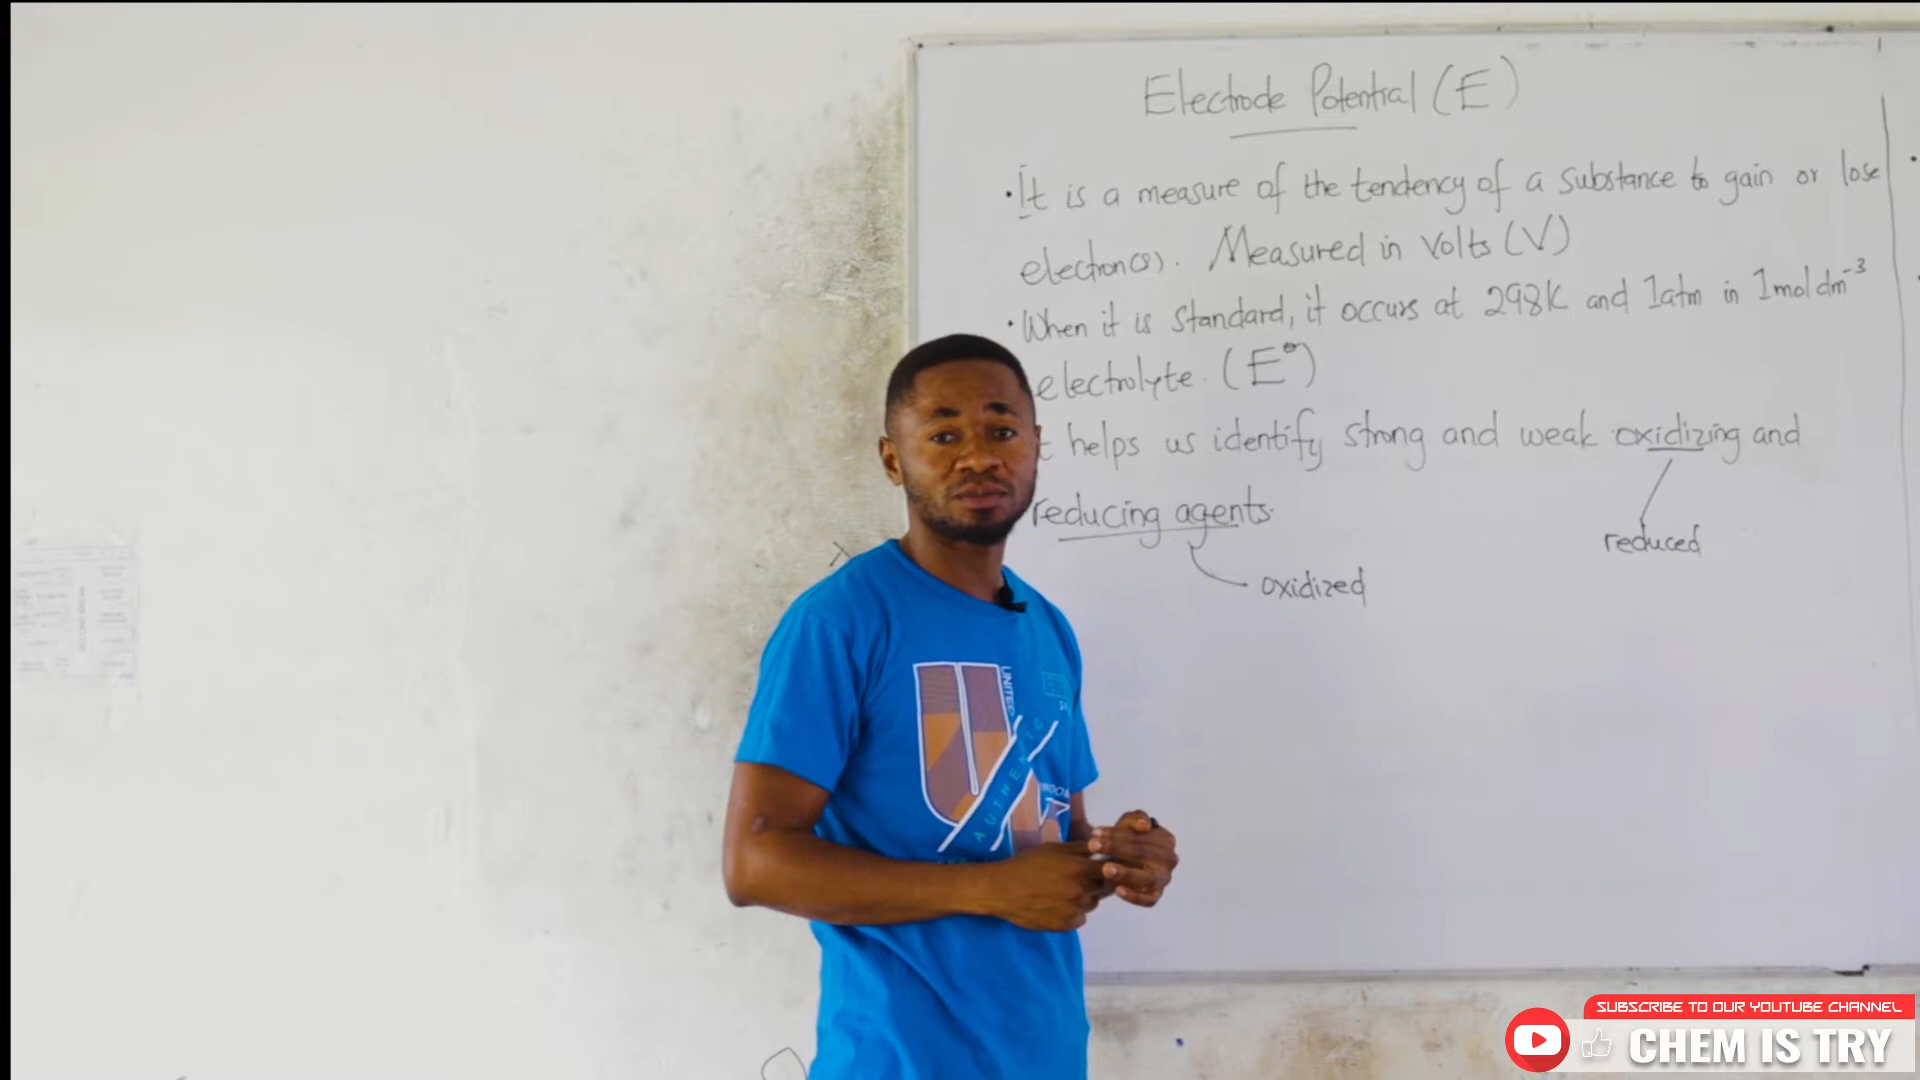 Electrode Potential (E)
• It is a measure of the tendency of a substance to gain or lose
electron(s). Measured in Volts (V)
• When it is standard, it occurs at 298K and 1atm in 1mol dm⁻³
electrolyte. (E°)
t helps us identify strong and weak oxidizing and
reducing agents.
reduced
oxidized
UNITED
AUTHENTIC
SUBSCRIBE TO OUR YOUTUBE CHANNEL
CHEM IS TRY